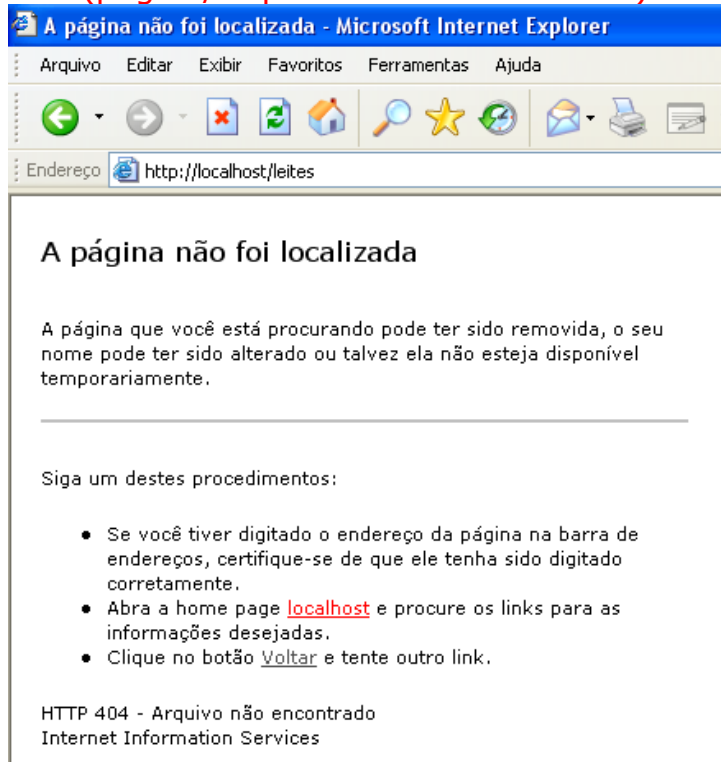 A página não foi localizada - Microsoft Internet Explorer
Arquivo Editar Exibir Favoritos Ferramentas Ajuda
Endereço http://localhost/leites
A página não foi localizada
A página que você está procurando pode ter sido removida, o seu
nome pode ter sido alterado ou talvez ela não esteja disponível
temporariamente.
Siga um destes procedimentos:
● Se você tiver digitado o endereço da página na barra de
endereços, certifique-se de que ele tenha sido digitado
corretamente.
● Abra a home page localhost e procure os links para as
informações desejadas.
● Clique no botão Voltar e tente outro link.
HTTP 404 - Arquivo não encontrado
Internet Information Services